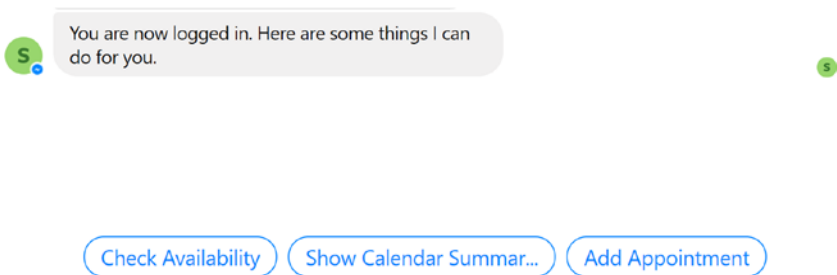 You are now logged in. Here are some things I can
do for you.
S
S
Check Availability Show Calendar Summar... Add Appointment